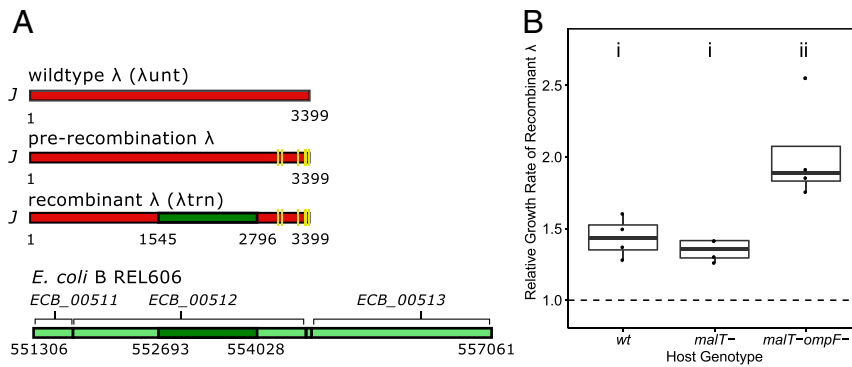 A
wildtype λ (λunt)
J
1 3399
pre-recombination λ
J
1 3399
recombinant λ (λtrn)
J
1 1545 2796 3399
E. coli B REL606
ECB_00511 ECB_00512 ECB_00513
551306 552693 554028 557061
B
Relative Growth Rate of Recombinant λ
i i ii
2.5
2.0
1.5
1.0
wt malT− malT−ompF−
Host Genotype